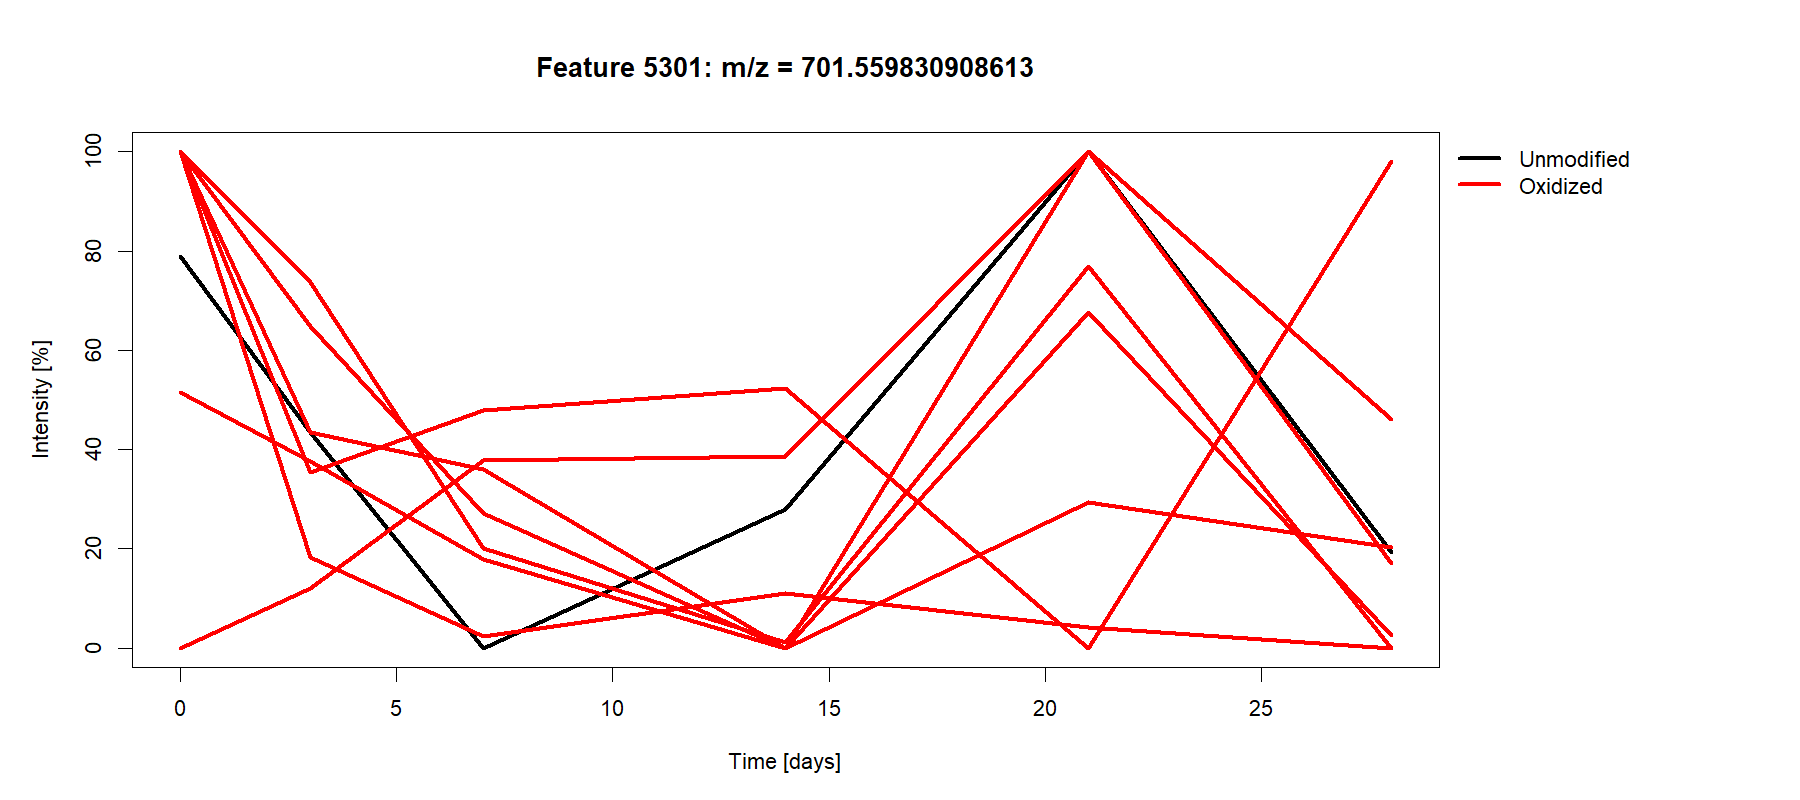 Feature 5301: m/z = 701.559830908613
Unmodified
Oxidized
Intensity [%]
100
80
60
40
20
0
0 5 10 15 20 25
Time [days]